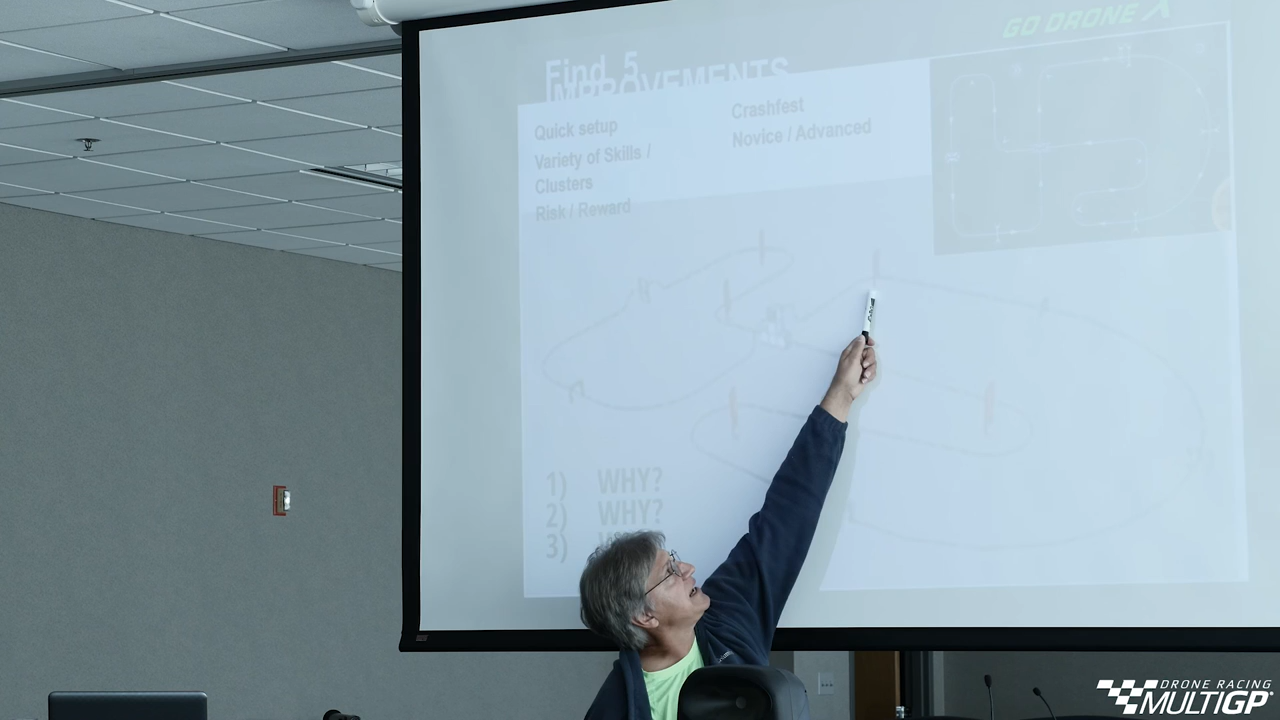 GO DRONE X
Find 5
IMPROVEMENTS
Quick setup
Variety of Skills /
Clusters
Risk / Reward
Crashfest
Novice / Advanced
1) WHY?
2) WHY?
3)
DRONE RACING
MULTIGP